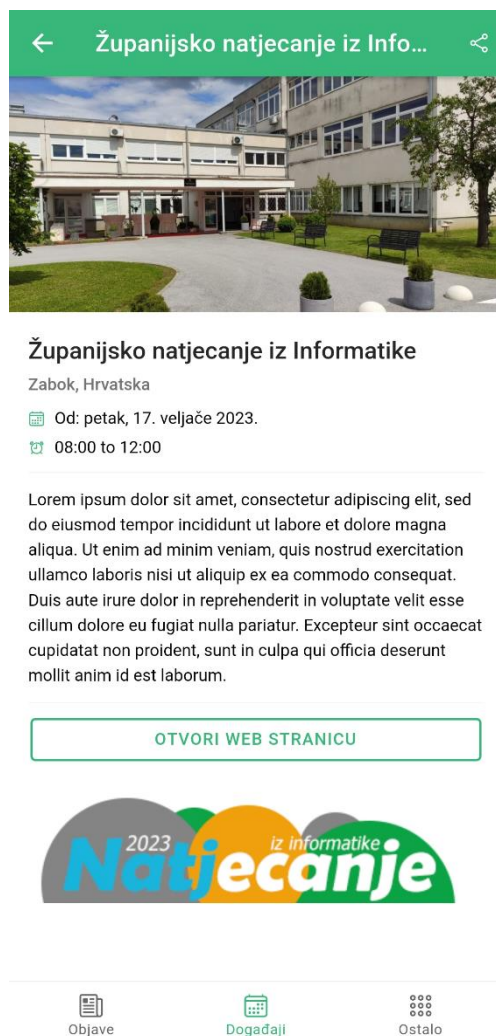 Županijsko natjecanje iz Info...
Županijsko natjecanje iz Informatike
Zabok, Hrvatska
Od: petak, 17. veljače 2023.
08:00 to 12:00
Lorem ipsum dolor sit amet, consectetur adipiscing elit, sed
do eiusmod tempor incididunt ut labore et dolore magna
aliqua. Ut enim ad minim veniam, quis nostrud exercitation
ullamco laboris nisi ut aliquip ex ea commodo consequat.
Duis aute irure dolor in reprehenderit in voluptate velit esse
cillum dolore eu fugiat nulla pariatur. Excepteur sint occaecat
cupidatat non proident, sunt in culpa qui officia deserunt
mollit anim id est laborum.
OTVORI WEB STRANICU
2023 iz informatike
Natjecanje
Objave Događaji Ostalo